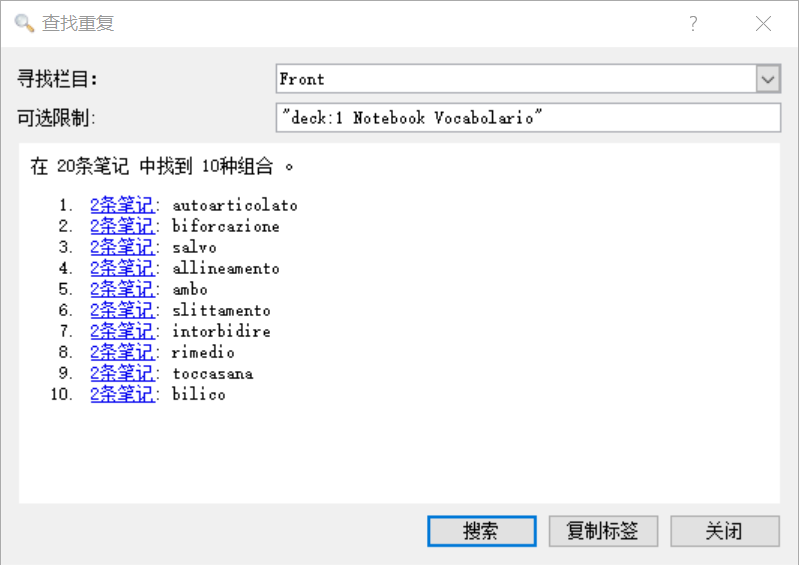 查找重复
寻找栏目: Front
可选限制: "deck:1 Notebook Vocabolario"
在 20条笔记 中找到 10种组合 。
1. 2条笔记: autoarticolato
2. 2条笔记: biforcazione
3. 2条笔记: salvo
4. 2条笔记: allineamento
5. 2条笔记: ambo
6. 2条笔记: slittamento
7. 2条笔记: intorbidire
8. 2条笔记: rimedio
9. 2条笔记: toccasana
10. 2条笔记: bilico
搜索 复制标签 关闭